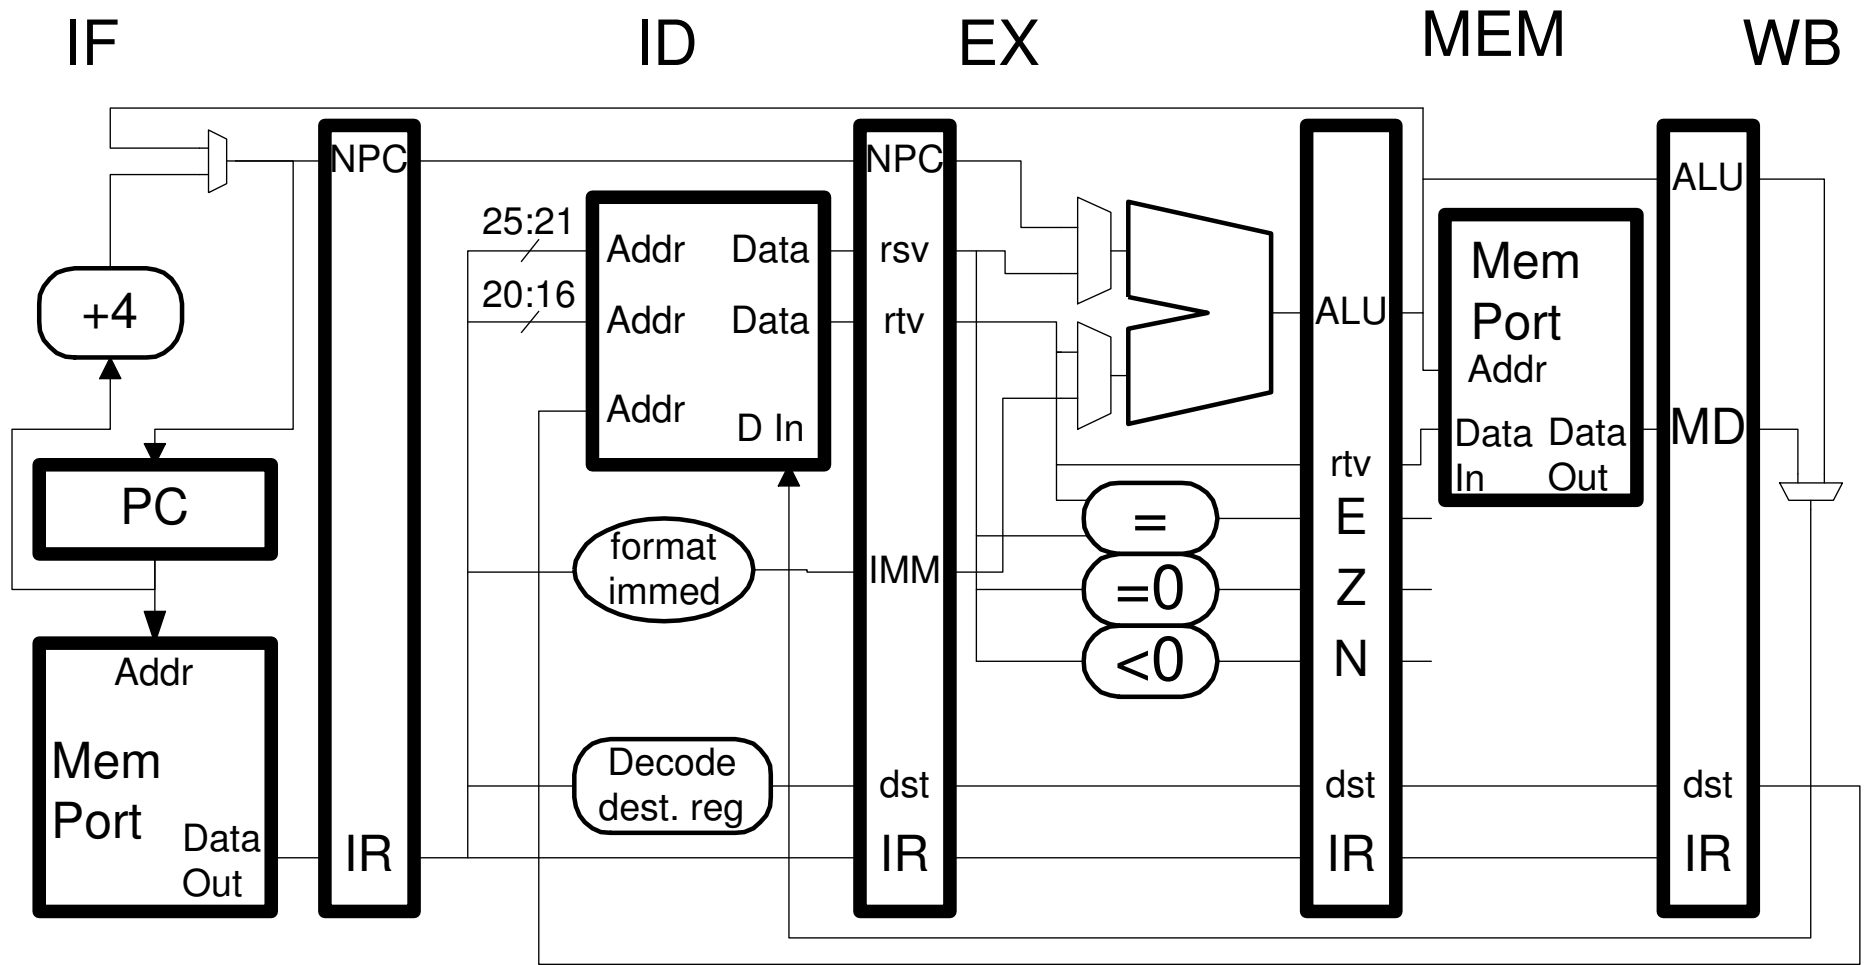 IF
ID
EX
MEM
WB
NPC
NPC
ALU
25:21
Addr
Data
rsv
Mem
Port
20:16
+4
Addr
Data
rtv
ALU
Addr
Addr
D In
rtv
Data
In
Data
Out
MD
PC
=
E
format
immed
IMM
=0
Z
<0
N
Addr
Mem
Port
Data
Out
Decode
dest. reg
dst
dst
dst
IR
IR
IR
IR